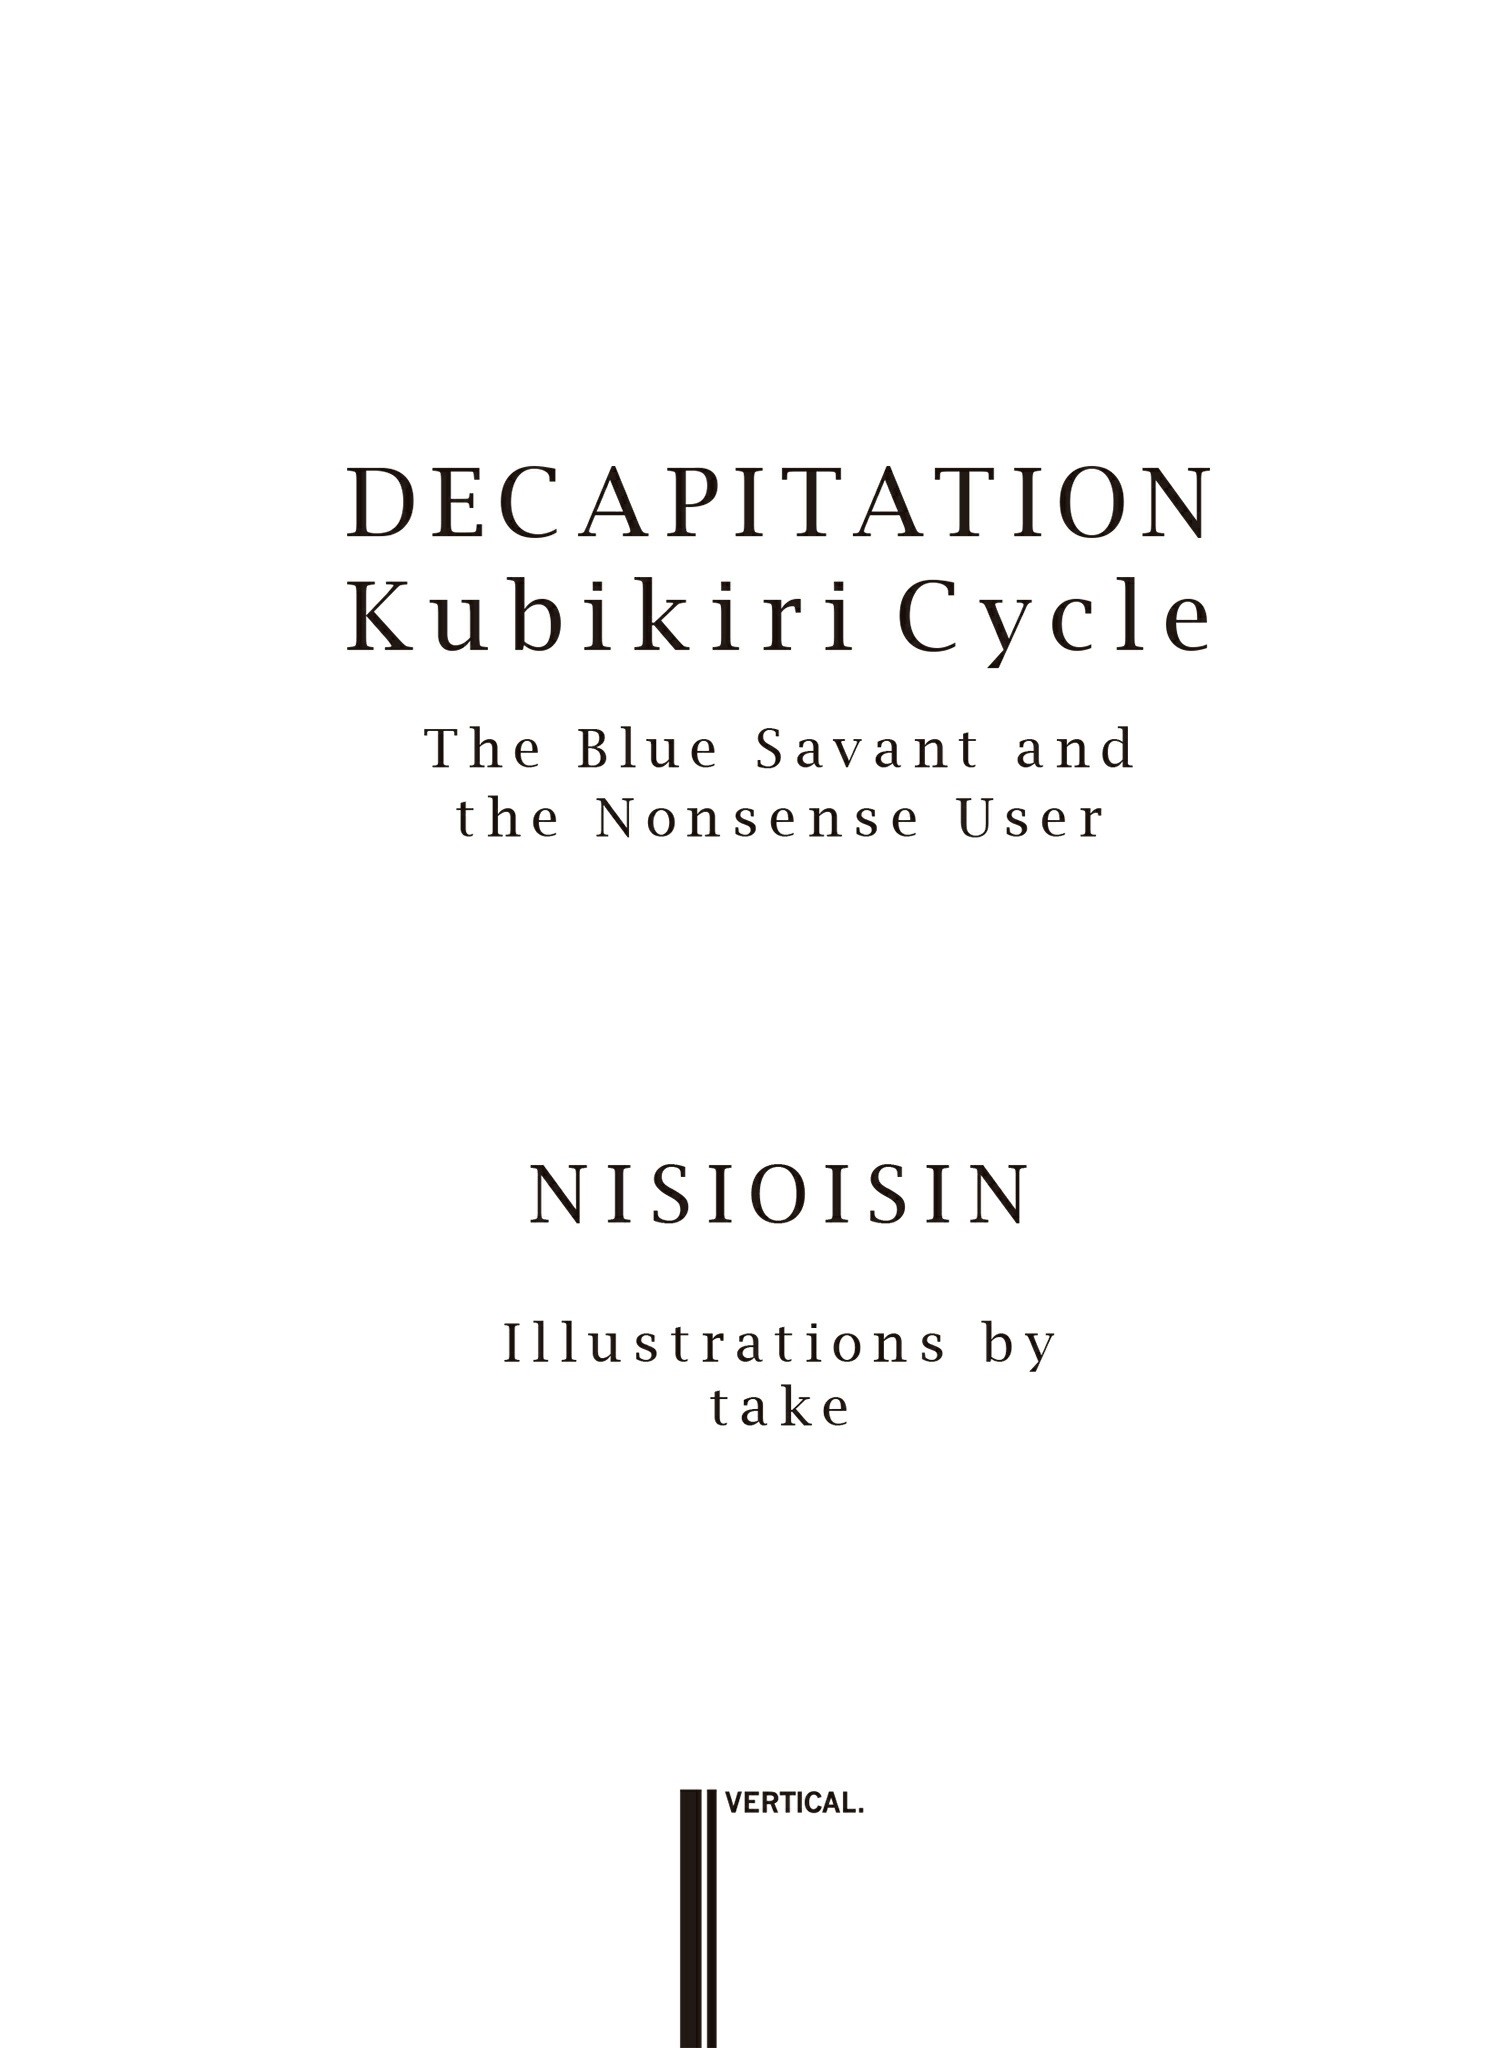 DECAPITATION
Kubikiri Cycle
The Blue Savant and
the Nonsense User
NISIOISIN
Illustrations by
take
VERTICAL.